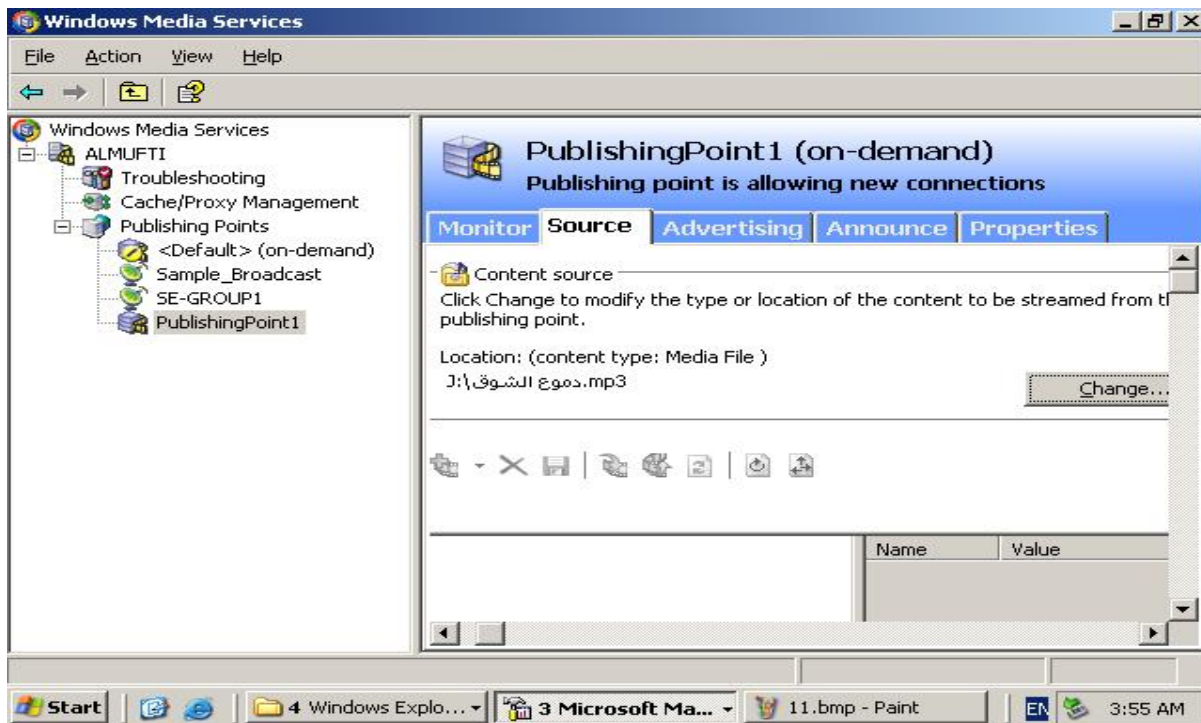 Windows Media Services
File Action View Help
Windows Media Services
ALMUFTI
Troubleshooting
Cache/Proxy Management
Publishing Points
<Default> (on-demand)
Sample_Broadcast
SE-GROUP1
PublishingPoint1
PublishingPoint1 (on-demand)
Publishing point is allowing new connections
Monitor Source Advertising Announce Properties
Content source
Click Change to modify the type or location of the content to be streamed from th
publishing point.
Location: (content type: Media File )
J:\دموع الشوق.mp3
Change...
Name Value
Start 4 Windows Explo... 3 Microsoft Ma... 11.bmp - Paint EN 3:55 AM